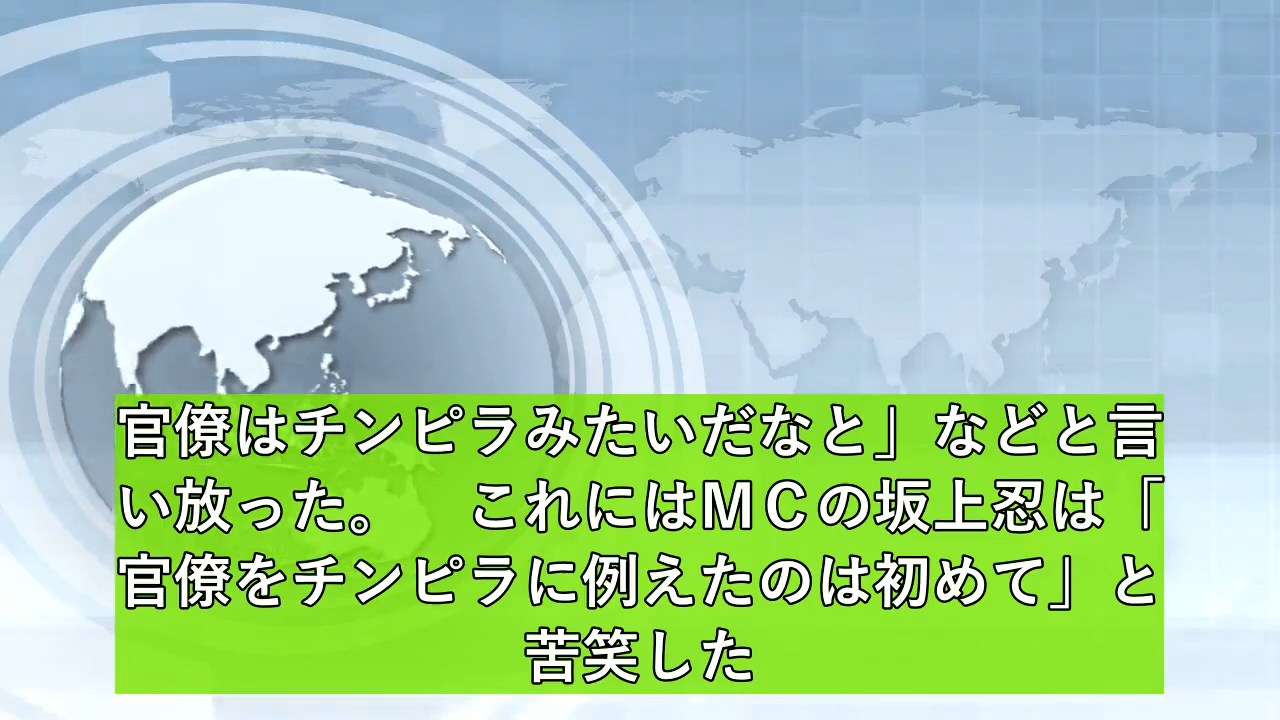 官僚はチンピラみたいだなと」などと言
い放った。　これにはＭＣの坂上忍は「
官僚をチンピラに例えたのは初めて」と
苦笑した